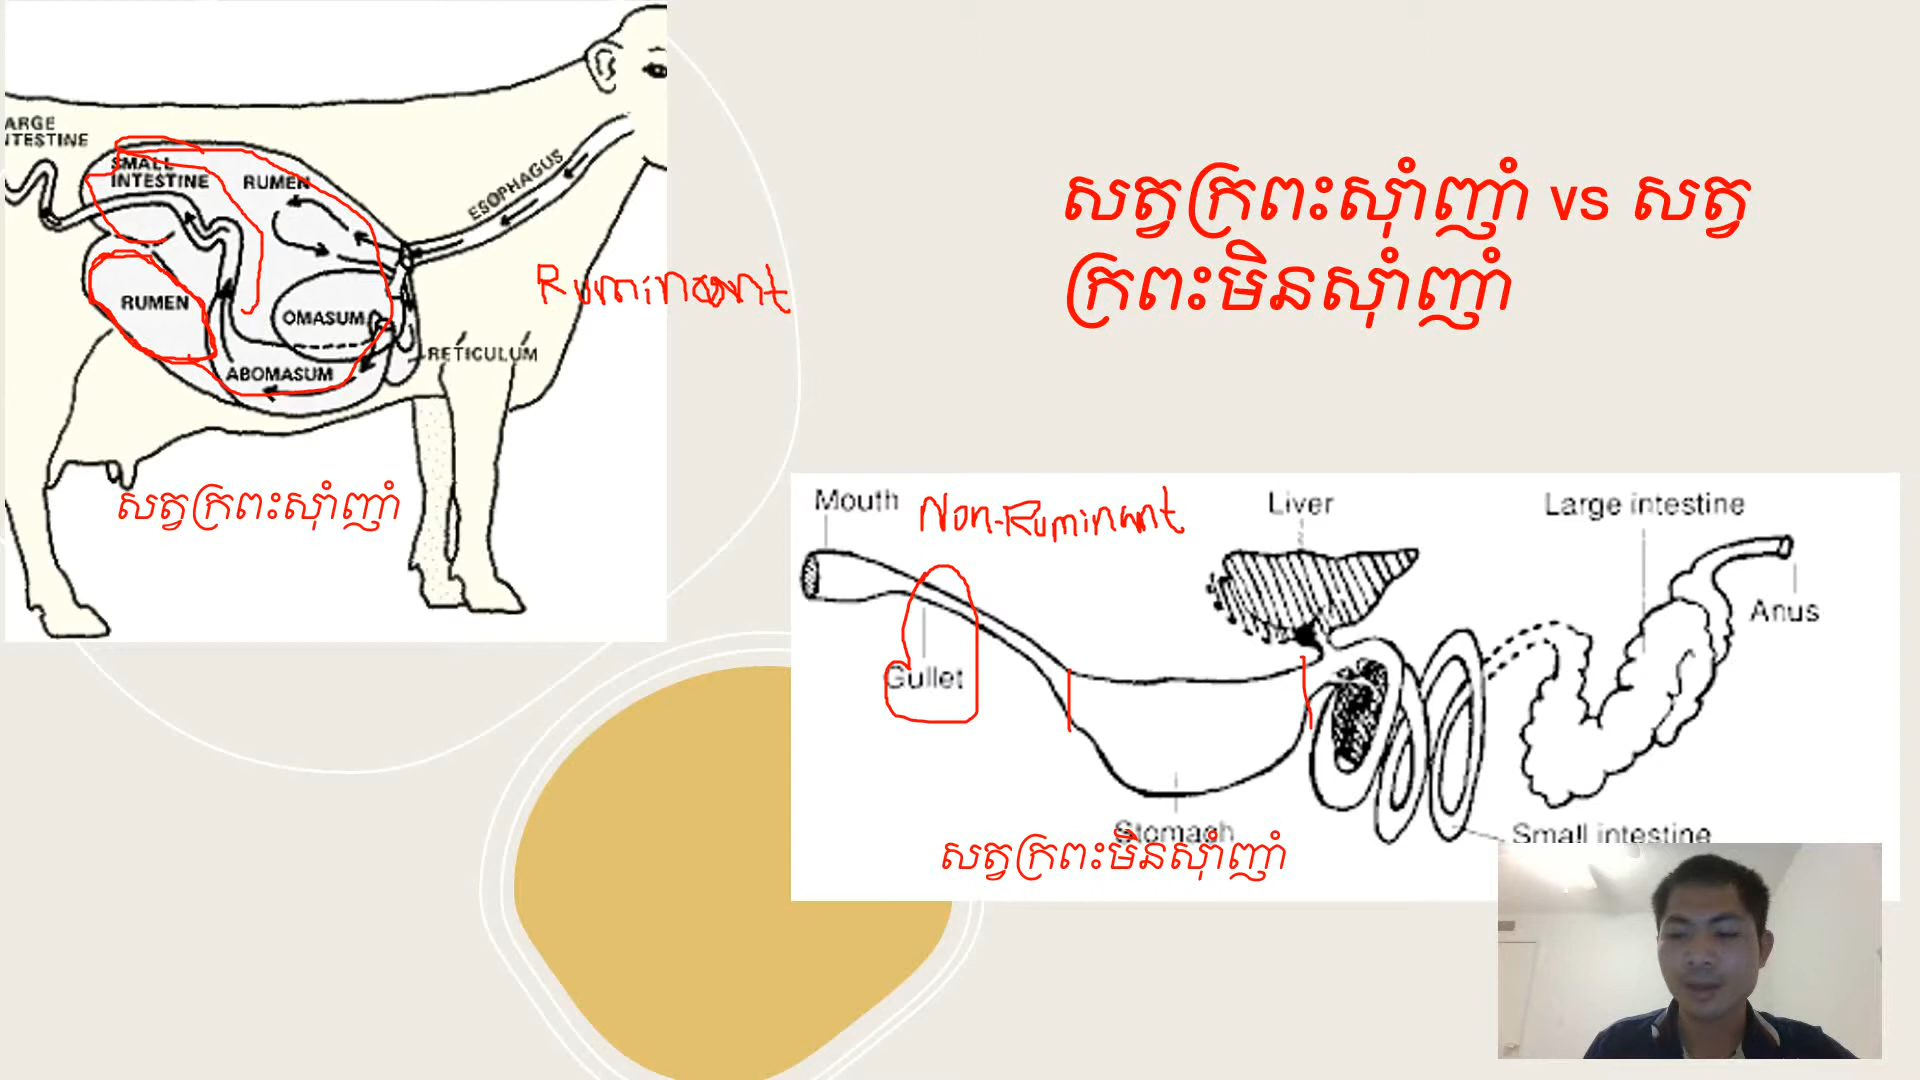 សត្វក្រពះស៊ាំញ៉ាំ vs សត្វ
ក្រពះមិនស៊ាំញ៉ាំ
ARGE
NTESTINE
SMALL
INTESTINE
RUMEN
ESOPHAGUS
RUMEN
OMASUM
RETICULUM
ABOMASUM
Ruminant
សត្វក្រពះស៊ាំញ៉ាំ
Mouth
Non-Ruminant
Liver
Large intestine
Anus
Gullet
Stomach
Small intestine
សត្វក្រពះមិនស៊ាំញ៉ាំ